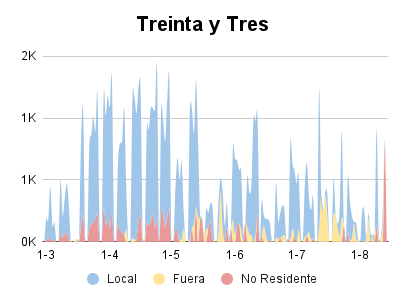 Treinta y Tres
2K
1K
1K
0K
1-3 1-4 1-5 1-6 1-7 1-8
Local Fuera No Residente